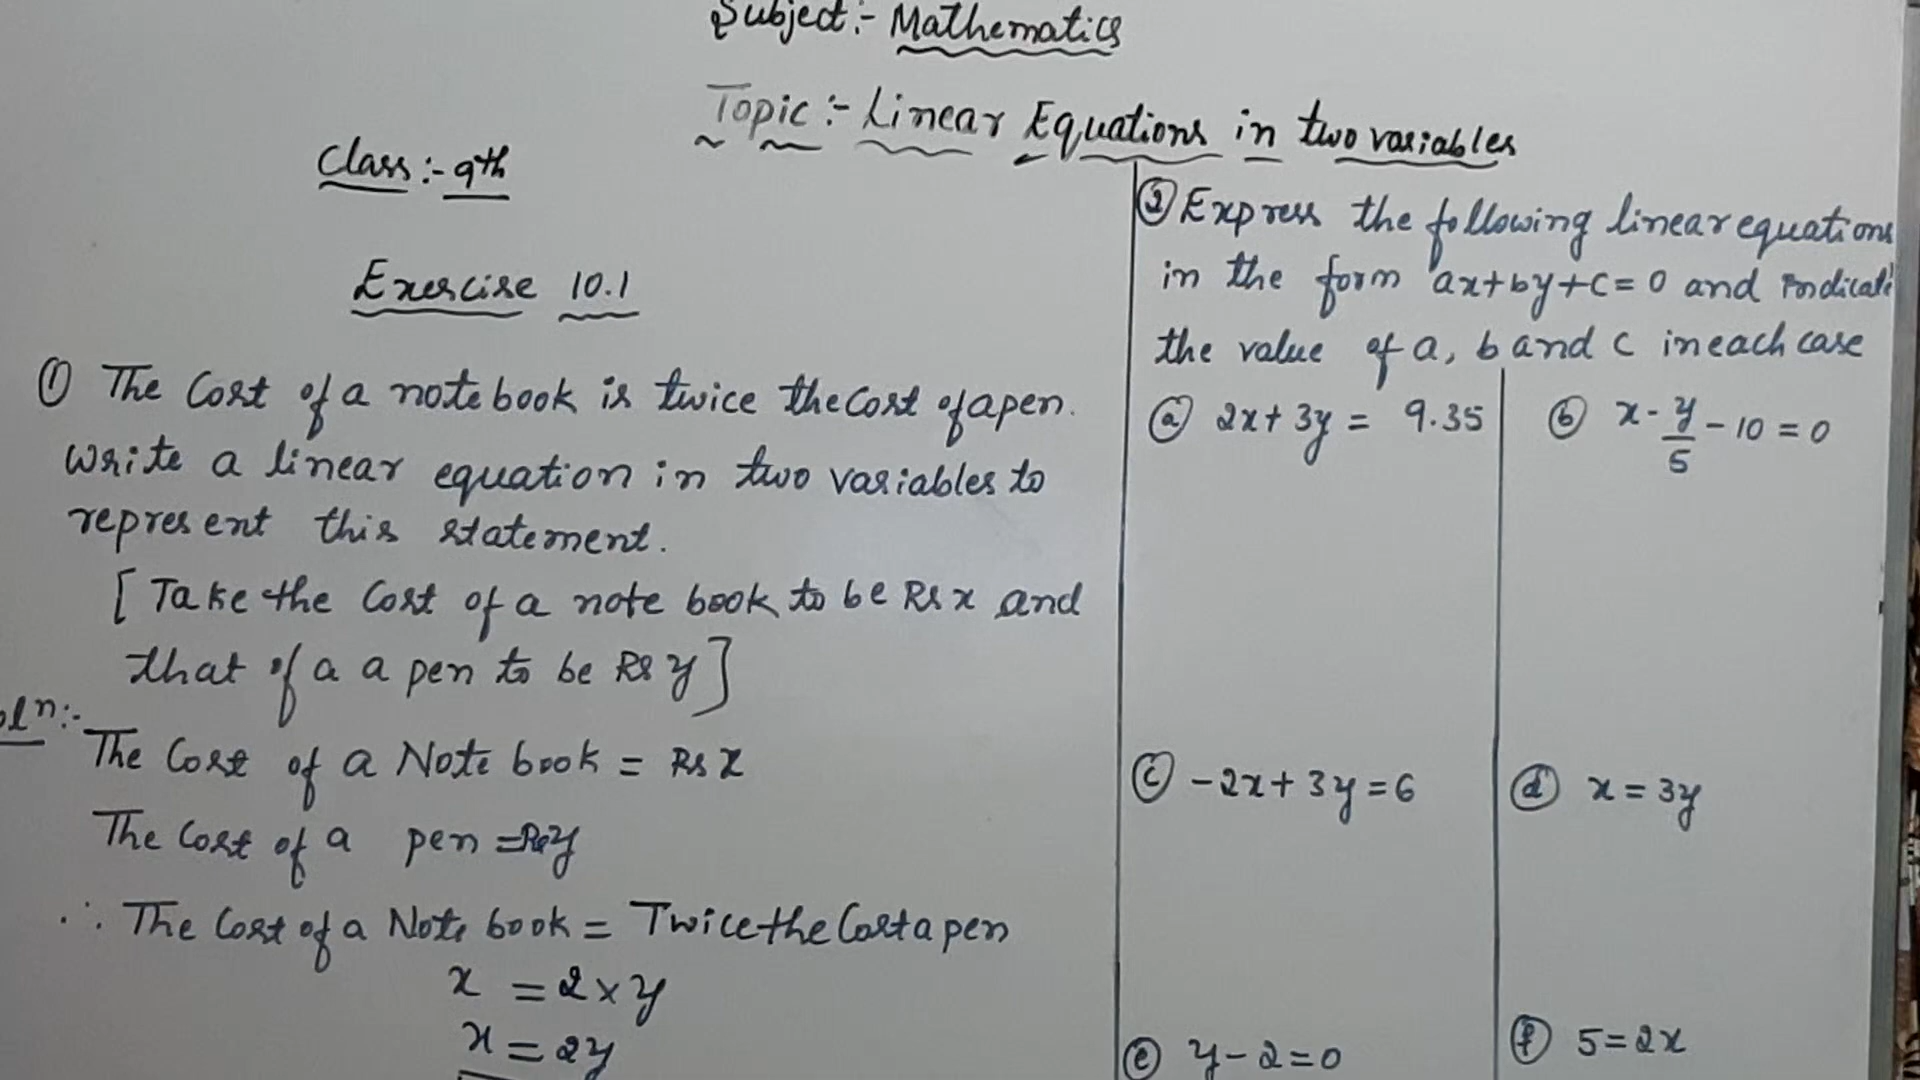 Subject:- Mathematics
Topic:- Linear Equations in two variables
Class:- 9th
Exercise 10.1
① The Cost of a note book is twice the cost of a pen.
write a linear equation in two variables to
represent this statement.
[Take the Cost of a note book to be Rs x and
that of a a pen to be Rs y]
The Cost of a Note book = Rs x
The Cost of a pen = Rs y
∴ The Cost of a Note book = Twice the Cost a pen
x = 2 × y
x = 2y
② Express the following linear equations
in the form ax+by+c=0 and
the value of a, b and c in each case
ⓐ 2x+3y = 9.35
ⓑ x - y/5 - 10 = 0
ⓒ -2x+3y=6
ⓓ x = 3y
ⓔ y-2=0
ⓕ 5=2x